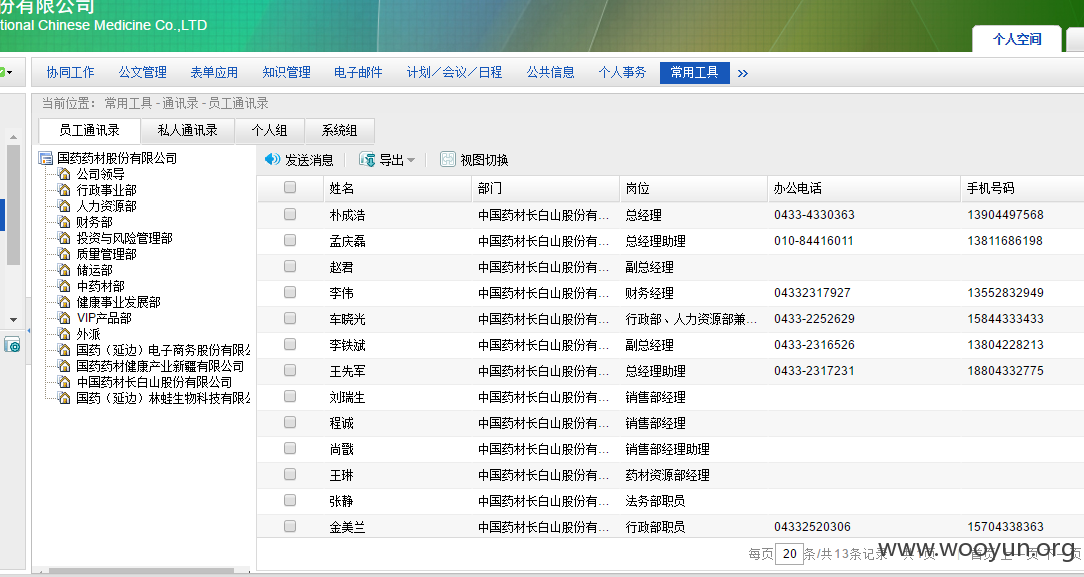 份有限公司
tional Chinese Medicine Co.,LTD
个人空间
协同工作 公文管理 表单应用 知识管理 电子邮件 计划／会议／日程 公共信息 个人事务 常用工具 »
当前位置： 常用工具 - 通讯录 - 员工通讯录
员工通讯录 私人通讯录 个人组 系统组
国药药材股份有限公司
公司领导
行政事业部
人力资源部
财务部
投资与风险管理部
质量管理部
储运部
中药材部
健康事业发展部
VIP产品部
外派
国药（延边）电子商务股份有限公
国药药材健康产业新疆有限公司
中国药材长白山股份有限公司
国药（延边）林蛙生物科技有限公
发送消息 导出 视图切换
姓名 部门 岗位 办公电话 手机号码
朴成浩 中国药材长白山股份有... 总经理 0433-4330363 13904497568
孟庆磊 中国药材长白山股份有... 总经理助理 010-84416011 13811686198
赵君 中国药材长白山股份有... 副总经理
李伟 中国药材长白山股份有... 财务经理 04332317927 13552832949
车晓光 中国药材长白山股份有... 行政部、人力资源部兼... 0433-2252629 15844333433
李铁斌 中国药材长白山股份有... 副总经理 0433-2316526 13804228213
王先军 中国药材长白山股份有... 总经理助理 0433-2317231 18804332775
刘瑞生 中国药材长白山股份有... 销售部经理
程诚 中国药材长白山股份有... 销售部经理
尚戬 中国药材长白山股份有... 销售部经理助理
王琳 中国药材长白山股份有... 药材资源部经理
张静 中国药材长白山股份有... 法务部职员
金美兰 中国药材长白山股份有... 行政部职员 04332520306 15704338363
每页 20 条/共13条记录 共1页 首页 上一页 下一页
www.wooyun.org